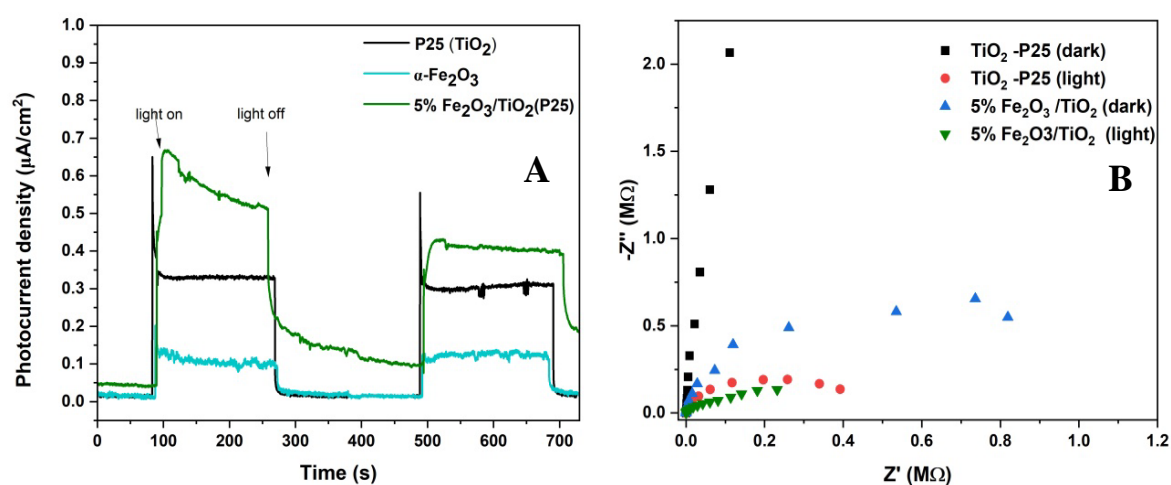 1.0
0.9
0.8
0.7
0.6
0.5
0.4
0.3
0.2
0.1
0.0
Photocurrent density (μA/cm²)
P25 (TiO₂)
α-Fe₂O₃
5% Fe₂O₃/TiO₂(P25)
light on
light off
A
0 100 200 300 400 500 600 700
Time (s)
2.0
1.5
1.0
0.5
0.0
-Z'' (MΩ)
TiO₂ -P25 (dark)
TiO₂ -P25 (light)
5% Fe₂O₃ /TiO₂ (dark)
5% Fe₂O3/TiO₂ (light)
B
0.0 0.2 0.4 0.6 0.8 1.0 1.2
Z' (MΩ)